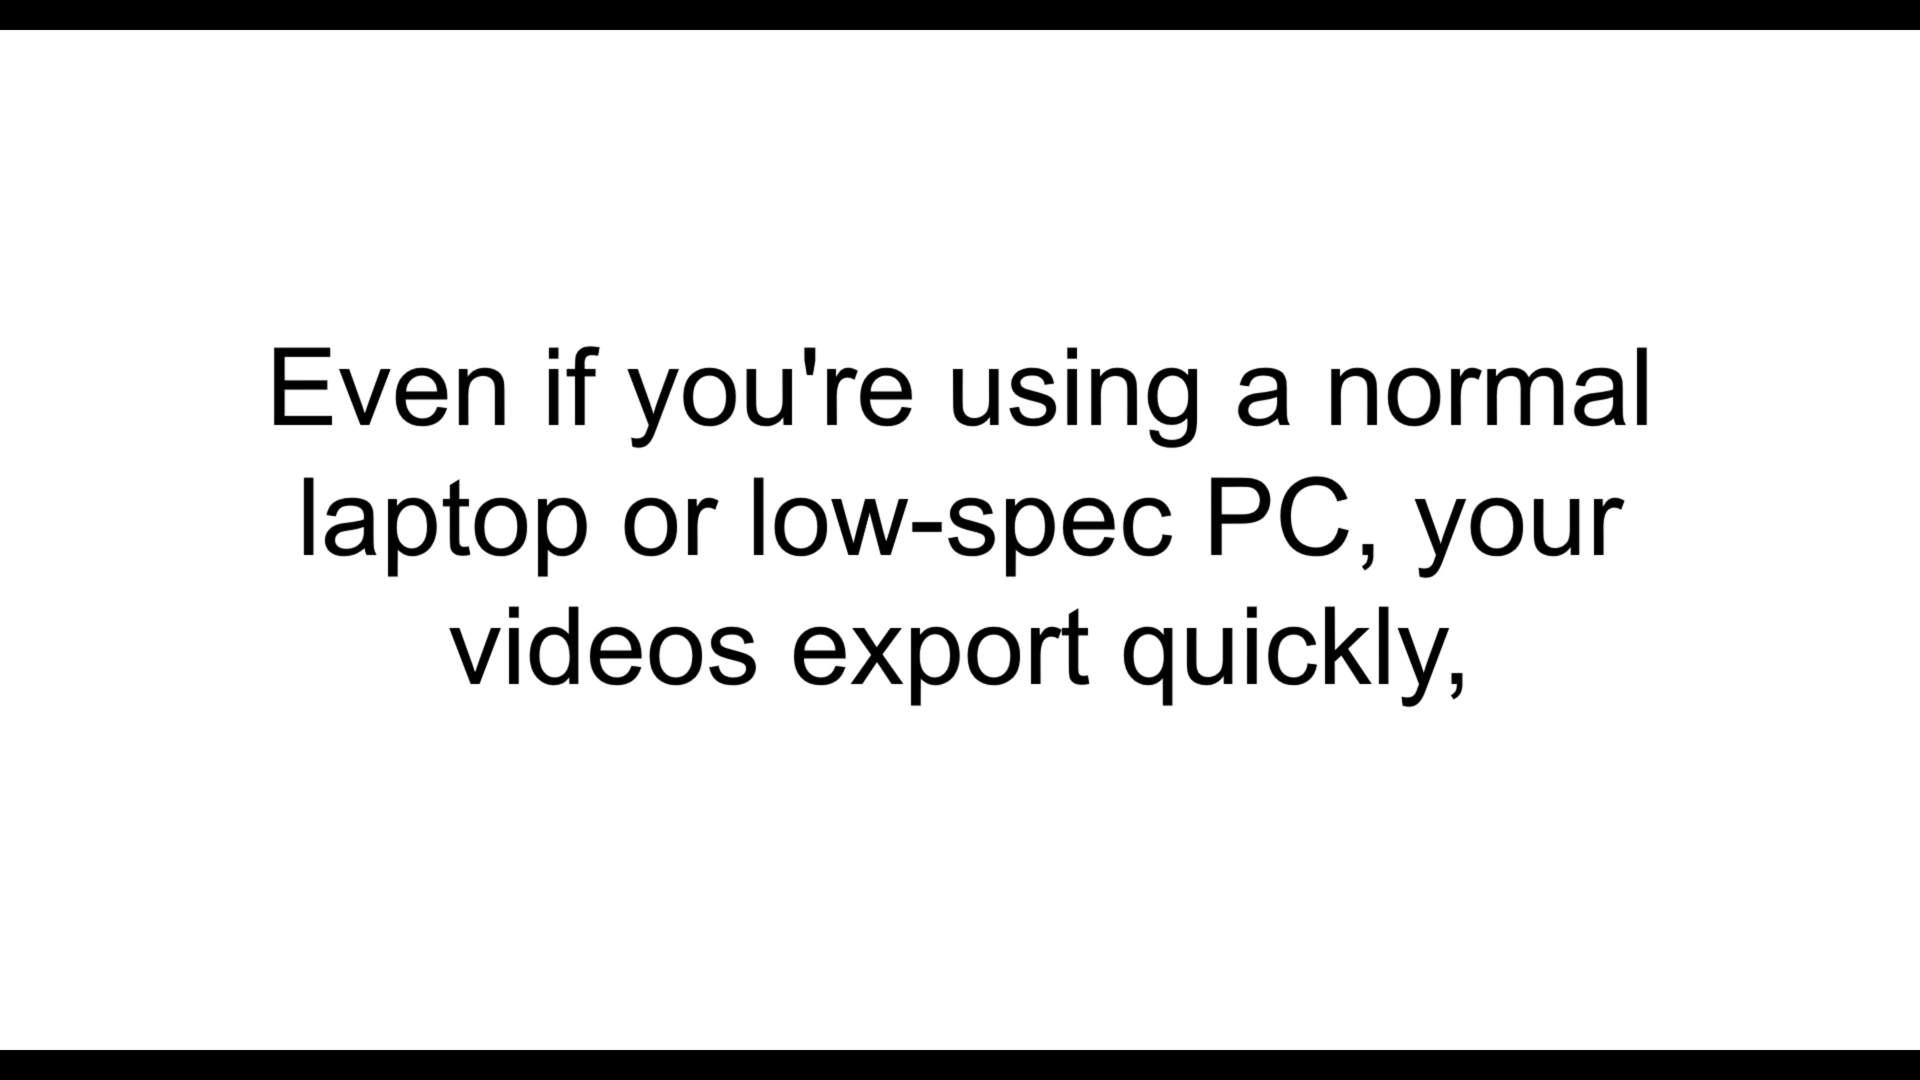 Even if you're using a normal
laptop or low-spec PC, your
videos export quickly,